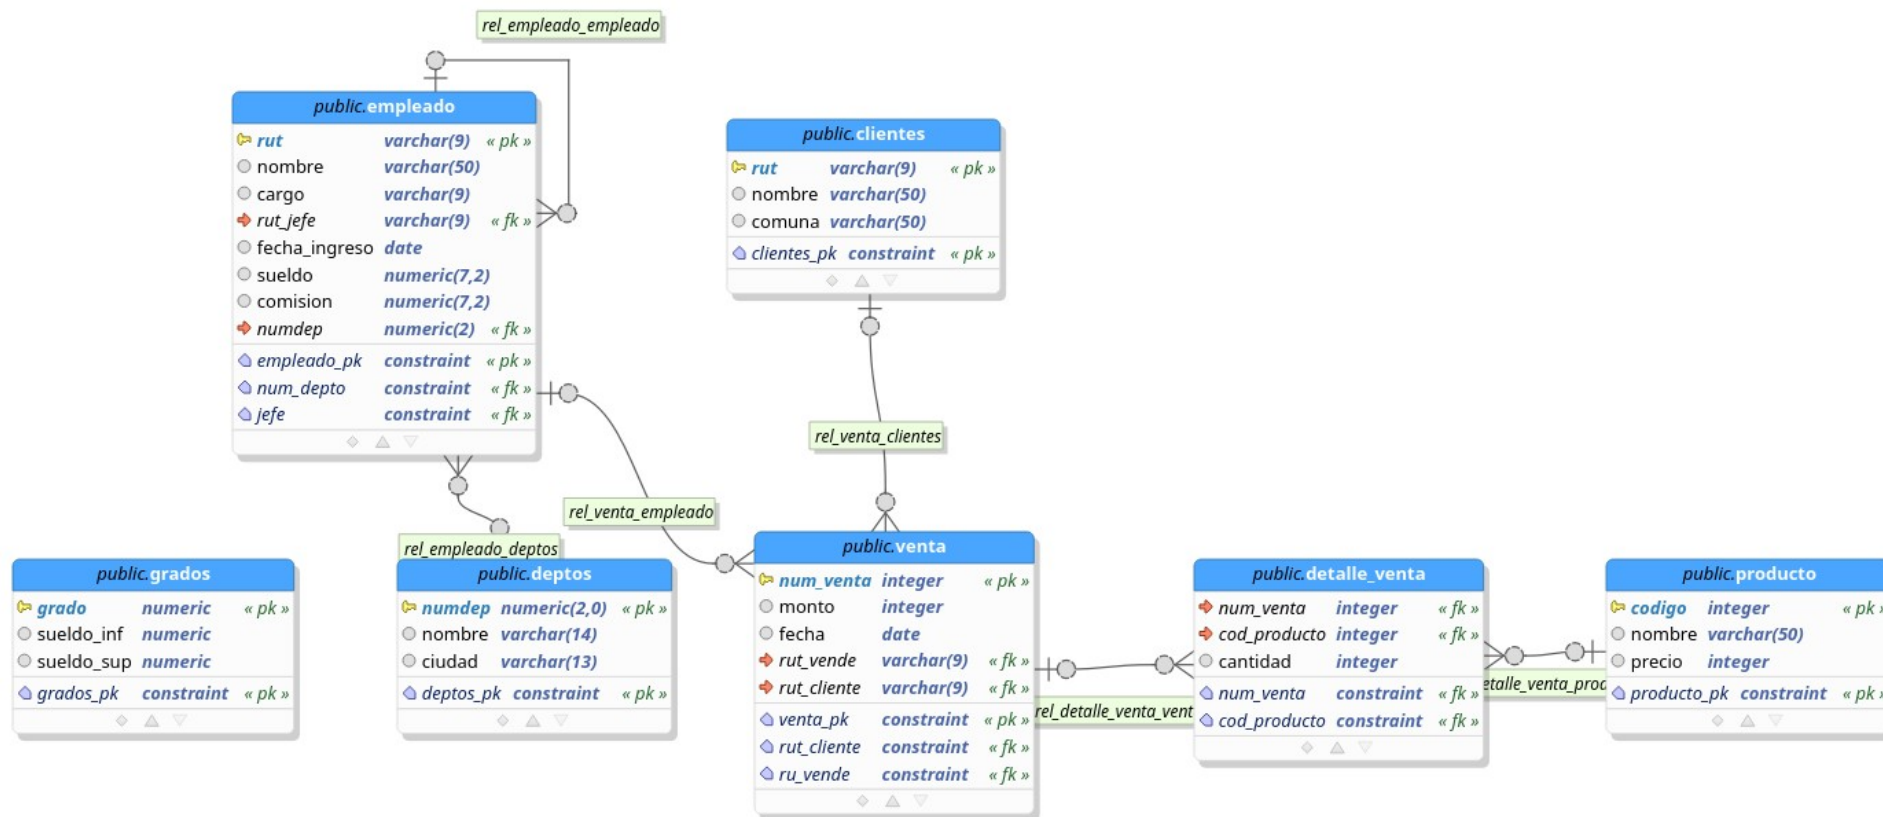 rel_empleado_empleado
public.empleado
rut varchar(9) « pk »
nombre varchar(50)
cargo varchar(9)
rut_jefe varchar(9) « fk »
fecha_ingreso date
sueldo numeric(7,2)
comision numeric(7,2)
numdep numeric(2) « fk »
empleado_pk constraint « pk »
num_depto constraint « fk »
jefe constraint « fk »
public.clientes
rut varchar(9) « pk »
nombre varchar(50)
comuna varchar(50)
clientes_pk constraint « pk »
rel_venta_clientes
rel_venta_empleado
rel_empleado_deptos
public.grados
grado numeric « pk »
sueldo_inf numeric
sueldo_sup numeric
grados_pk constraint « pk »
public.deptos
numdep numeric(2,0) « pk »
nombre varchar(14)
ciudad varchar(13)
deptos_pk constraint « pk »
public.venta
num_venta integer « pk »
monto integer
fecha date
rut_vende varchar(9) « fk »
rut_cliente varchar(9) « fk »
venta_pk constraint « pk »
rut_cliente constraint « fk »
ru_vende constraint « fk »
rel_detalle_venta_vent
public.detalle_venta
num_venta integer « fk »
cod_producto integer « fk »
cantidad integer
num_venta constraint « fk »
cod_producto constraint « fk »
etalle_venta_prod
public.producto
codigo integer « pk »
nombre varchar(50)
precio integer
producto_pk constraint « pk »